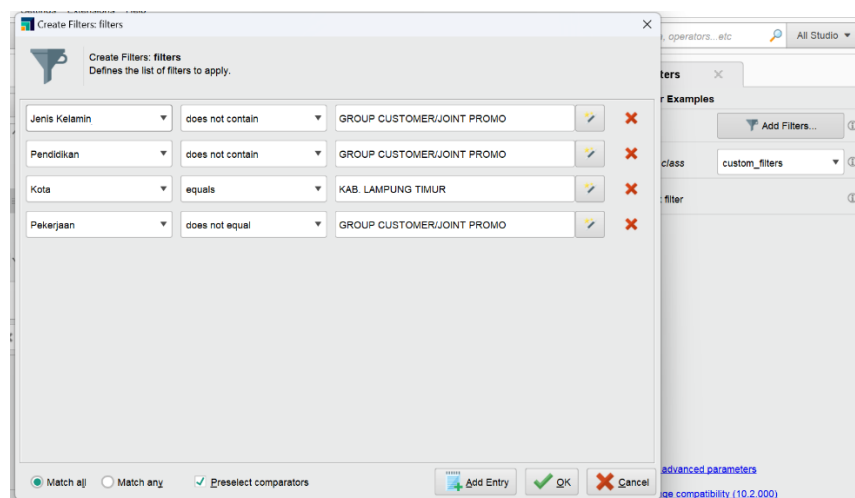 Create Filters: filters
Create Filters: filters
Defines the list of filters to apply.
Jenis Kelamin does not contain GROUP CUSTOMER/JOINT PROMO
Pendidikan does not contain GROUP CUSTOMER/JOINT PROMO
Kota equals KAB. LAMPUNG TIMUR
Pekerjaan does not equal GROUP CUSTOMER/JOINT PROMO
Match all Match any Preselect comparators Add Entry OK Cancel
operators...etc All Studio
Examples
Add Filters...
class custom_filters
filter
advanced parameters
compatibility (10.2.000)